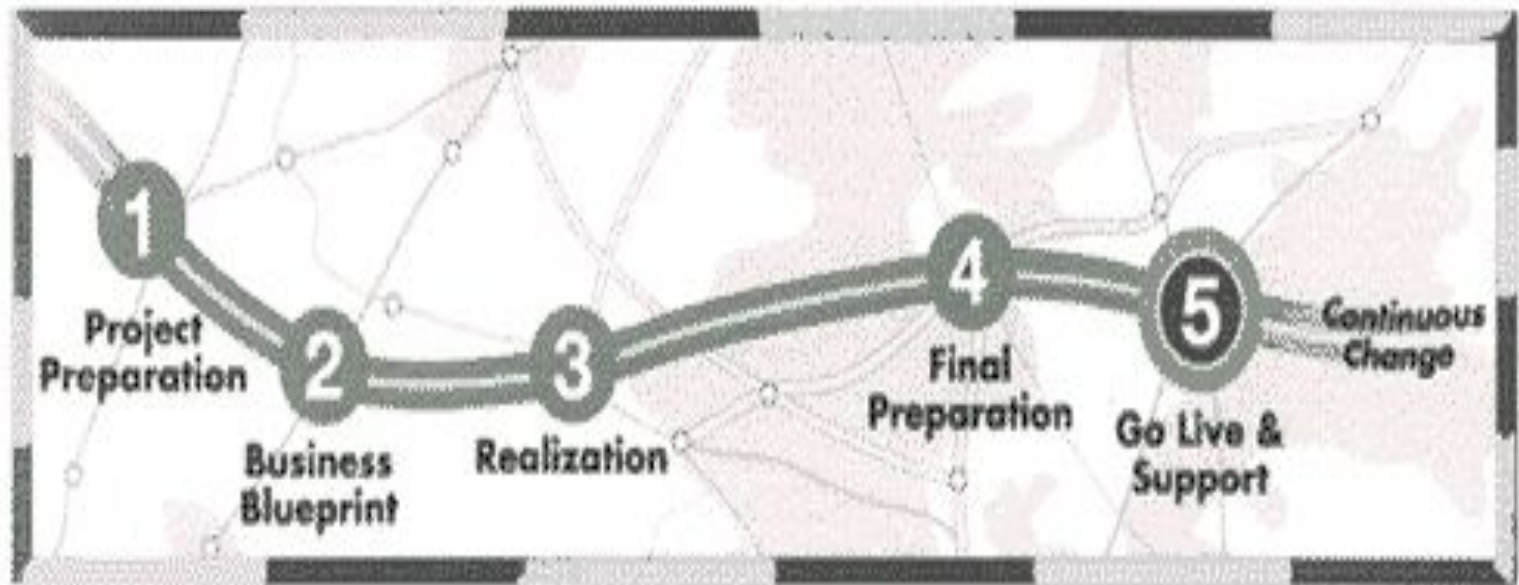 1
Project
Preparation
2
Business
Blueprint
3
Realization
4
Final
Preparation
5
Go Live &
Support
Continuous
Change